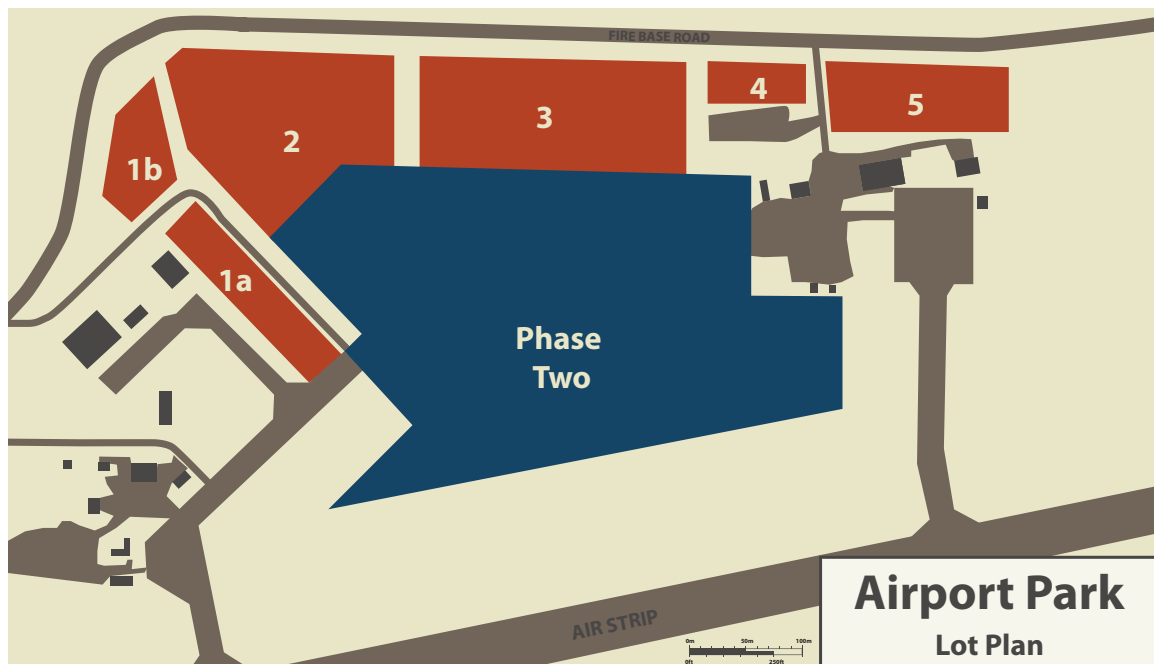 FIRE BASE ROAD
4
5
3
2
1b
1a
Phase
Two
AIR STRIP
0m 50m 100m
0ft 250ft
Airport Park
Lot Plan